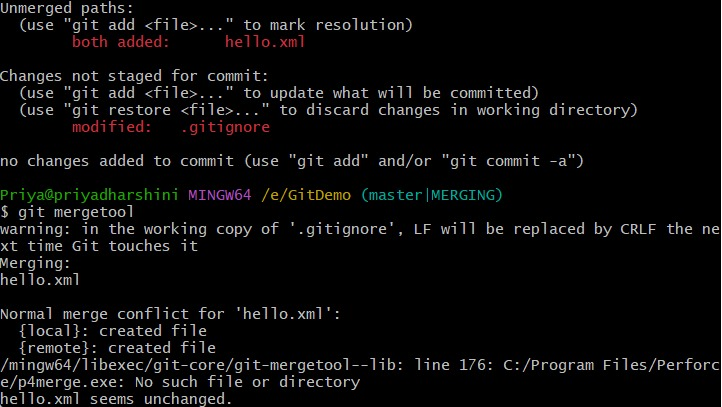 Unmerged paths:
  (use "git add <file>..." to mark resolution)
        both added:      hello.xml

Changes not staged for commit:
  (use "git add <file>..." to update what will be committed)
  (use "git restore <file>..." to discard changes in working directory)
        modified:   .gitignore

no changes added to commit (use "git add" and/or "git commit -a")

Priya@priyadharshini MINGW64 /e/GitDemo (master|MERGING)
$ git mergetool
warning: in the working copy of '.gitignore', LF will be replaced by CRLF the ne
xt time Git touches it
Merging:
hello.xml

Normal merge conflict for 'hello.xml':
  {local}: created file
  {remote}: created file
/mingw64/libexec/git-core/git-mergetool--lib: line 176: C:/Program Files/Perforc
e/p4merge.exe: No such file or directory
hello.xml seems unchanged.